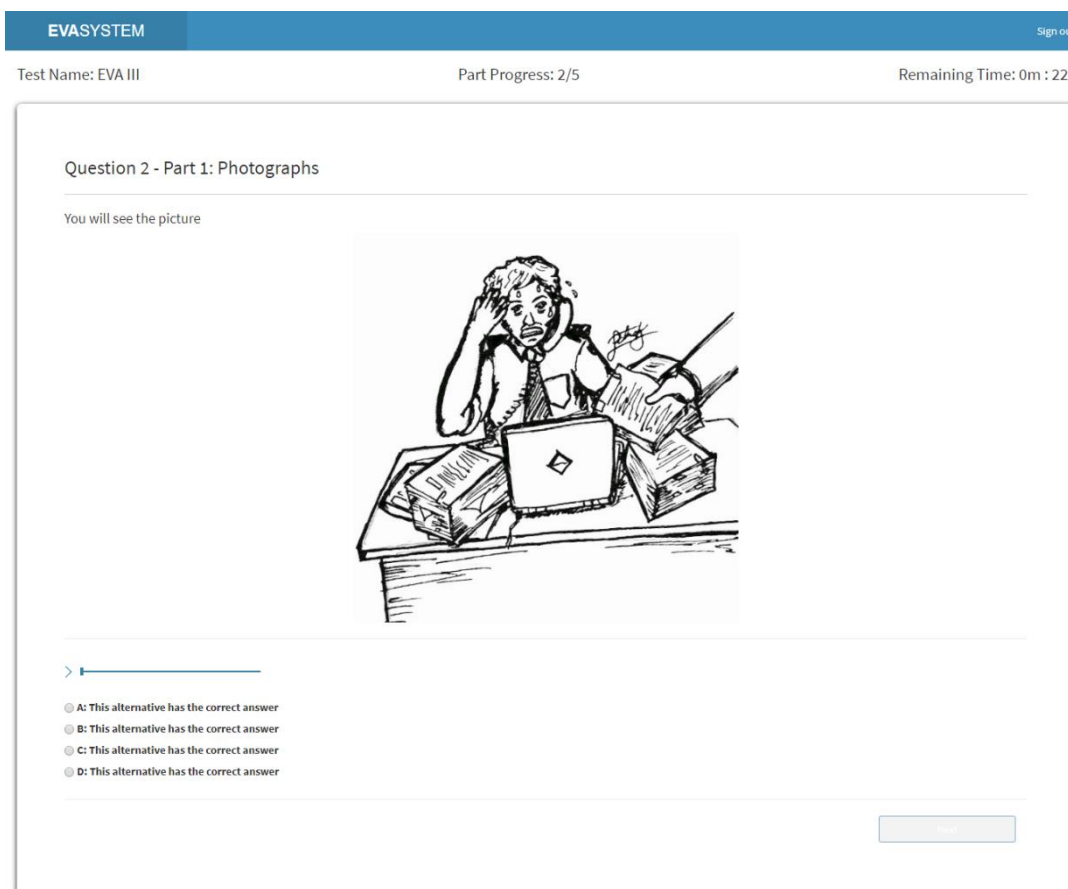 EVASYSTEM
Sign ou
Test Name: EVA III
Part Progress: 2/5
Remaining Time: 0m : 22
Question 2 - Part 1: Photographs
You will see the picture
A: This alternative has the correct answer
B: This alternative has the correct answer
C: This alternative has the correct answer
D: This alternative has the correct answer